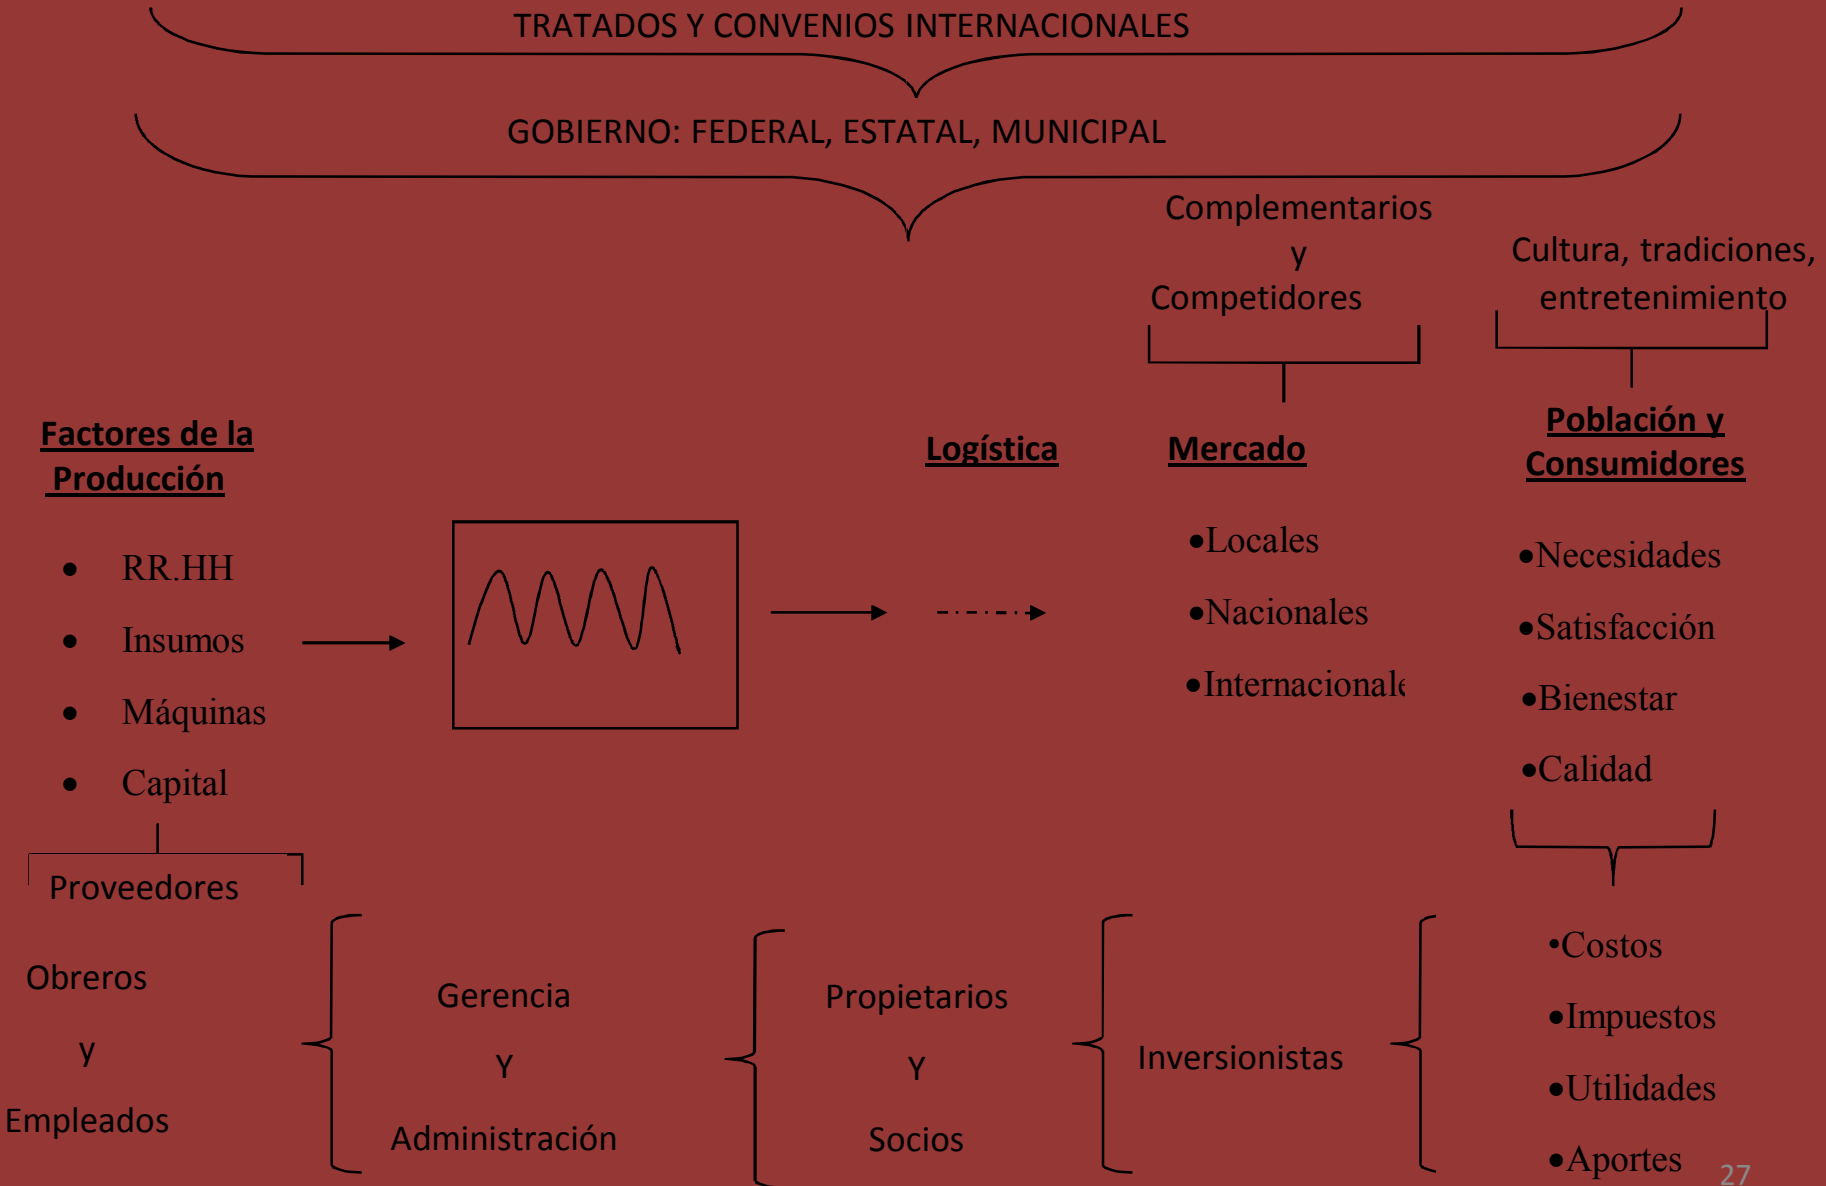 TRATADOS Y CONVENIOS INTERNACIONALES
GOBIERNO: FEDERAL, ESTATAL, MUNICIPAL
Complementarios
y
Competidores
Cultura, tradiciones,
entretenimiento
Factores de la
Producción
Logística
Mercado
Población y
Consumidores
• RR.HH
• Insumos
• Máquinas
• Capital
•Locales
•Nacionales
•Internacionale
•Necesidades
•Satisfacción
•Bienestar
•Calidad
Proveedores
Obreros
y
Empleados
Gerencia
Y
Administración
Propietarios
Y
Socios
Inversionistas
•Costos
•Impuestos
•Utilidades
•Aportes
27